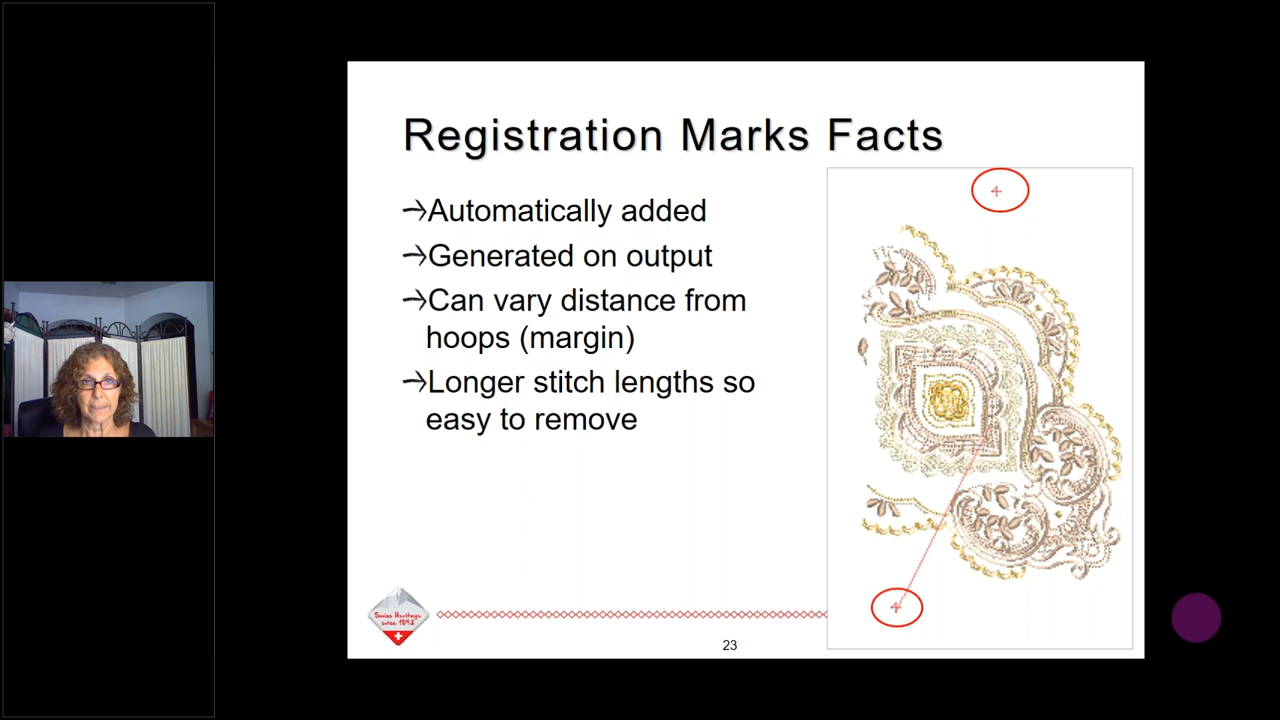 Registration Marks Facts
Automatically added
Generated on output
Can vary distance from
hoops (margin)
Longer stitch lengths so
easy to remove
Swiss Heritage
since 1893
23